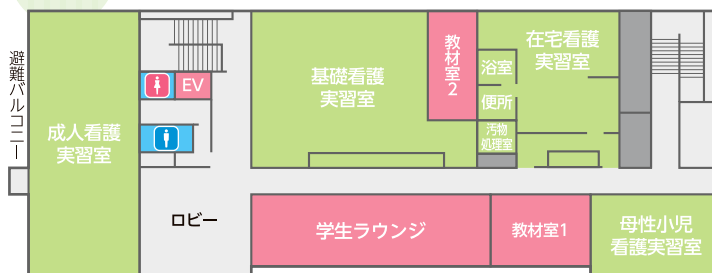 避難バルコニー
成人看護
実習室
EV
ロビー
基礎看護
実習室
教材室2
浴室
便所
汚物
処理室
在宅看護
実習室
学生ラウンジ
教材室1
母性小児
看護実習室